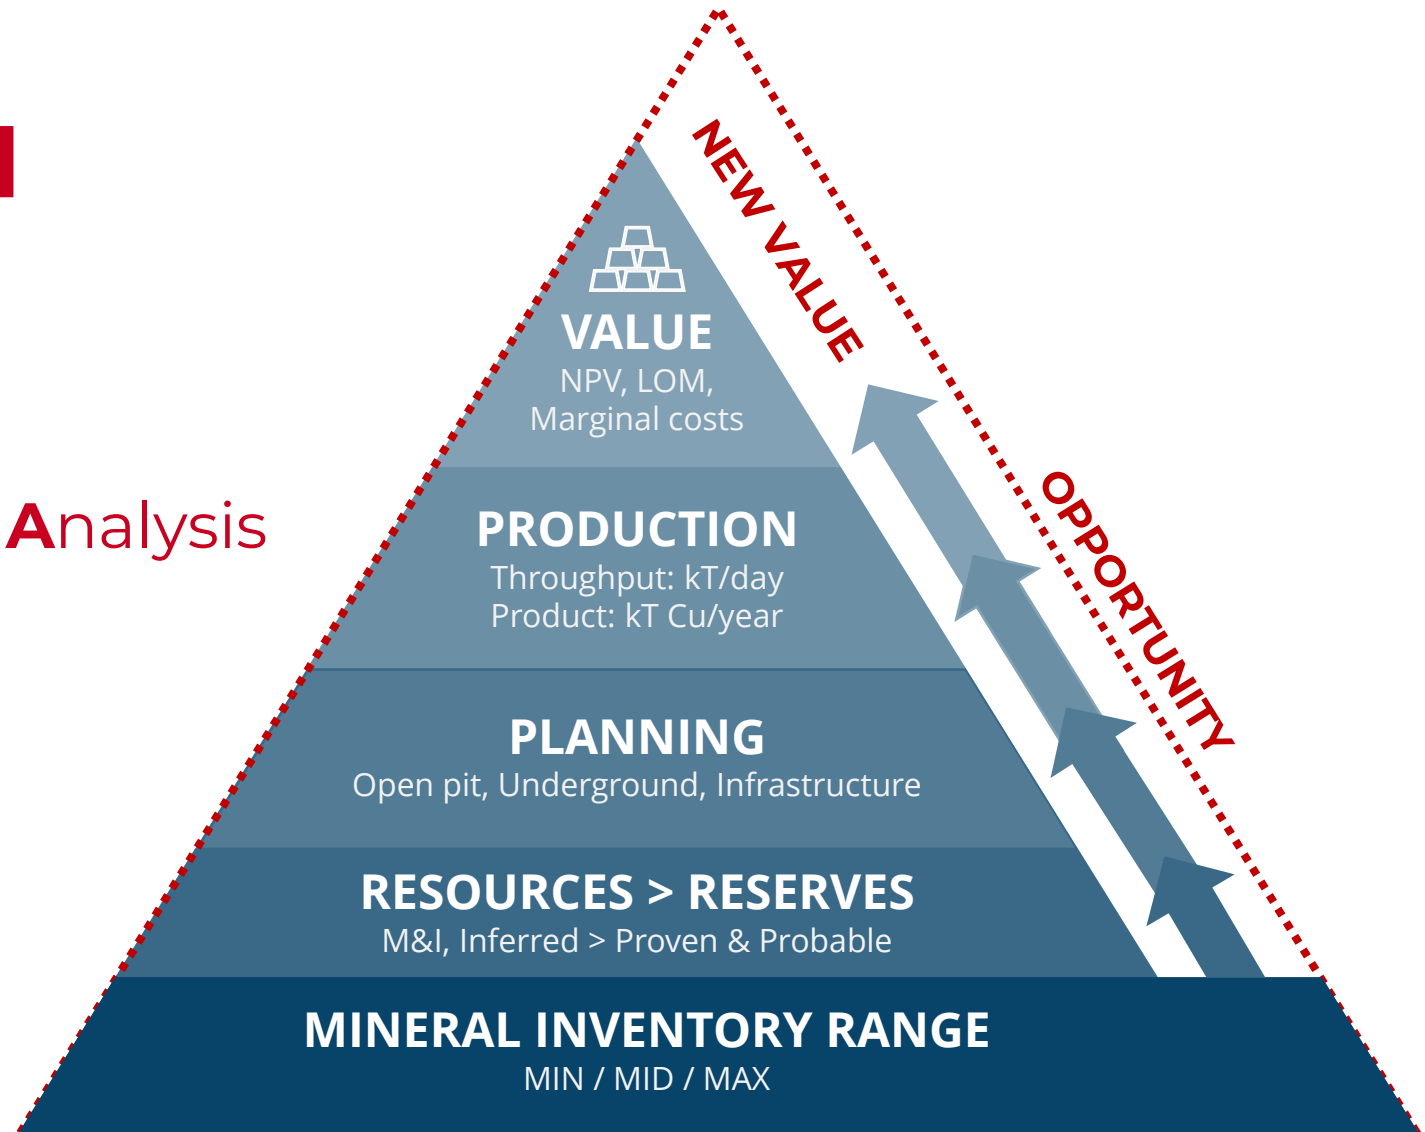 NEW VALUE
VALUE
NPV, LOM,
Marginal costs
OPPORTUNITY
Analysis
PRODUCTION
Throughput: kT/day
Product: kT Cu/year
PLANNING
Open pit, Underground, Infrastructure
RESOURCES > RESERVES
M&I, Inferred > Proven & Probable
MINERAL INVENTORY RANGE
MIN / MID / MAX